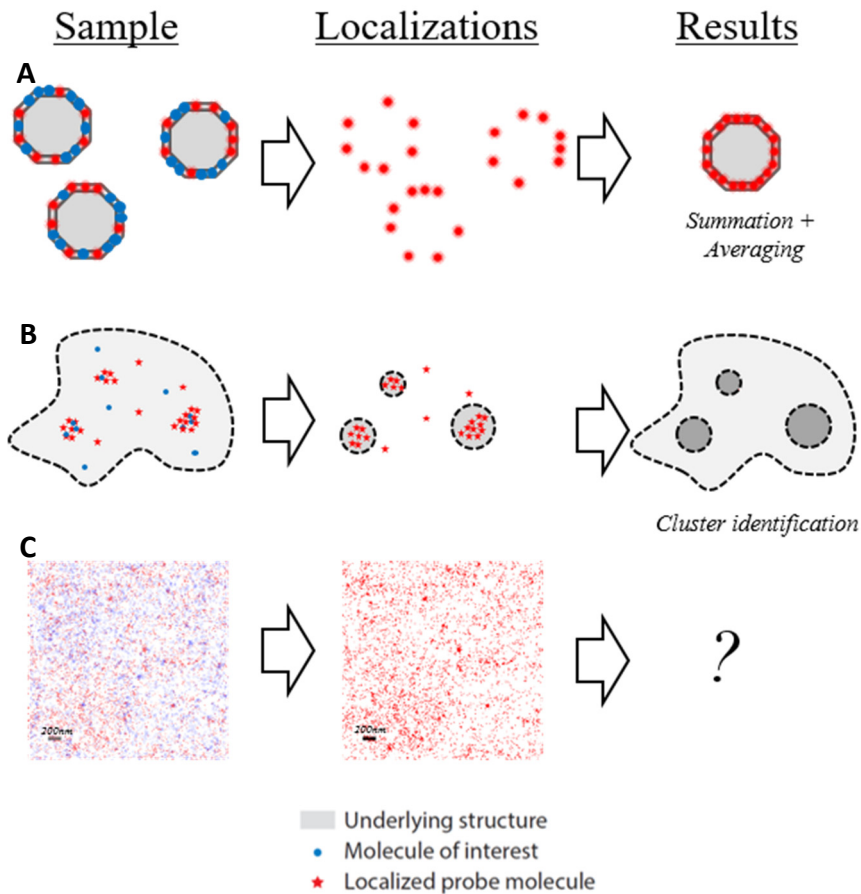 Sample Localizations Results
A
Summation +
Averaging
B
Cluster identification
C
200nm 200nm
?
Underlying structure
Molecule of interest
Localized probe molecule